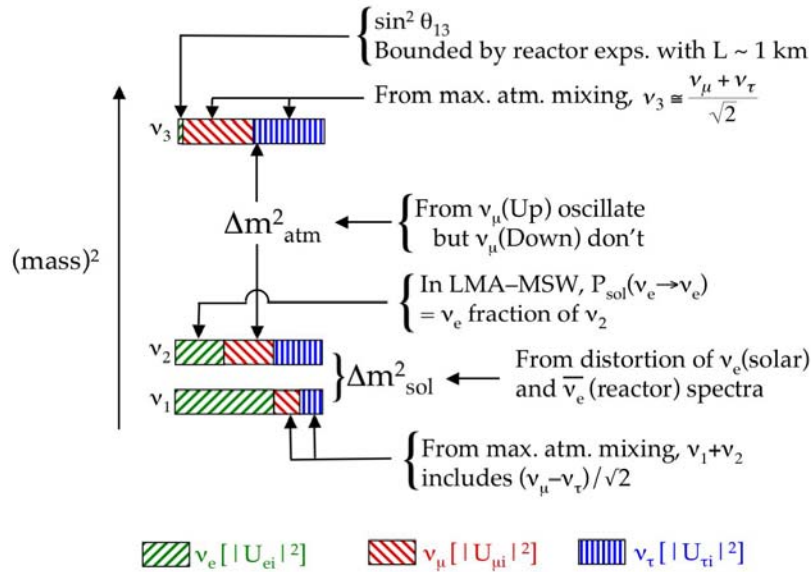 sin² θ₁₃
Bounded by reactor exps. with L ~ 1 km
From max. atm. mixing, ν₃ ≅ (ν_μ + ν_τ)/√2
ν₃
Δm²_atm
From ν_μ(Up) oscillate
but ν_μ(Down) don't
(mass)²
In LMA–MSW, P_sol(ν_e→ν_e)
= ν_e fraction of ν₂
ν₂
Δm²_sol
From distortion of ν_e(solar)
and ν̅_e(reactor) spectra
ν₁
From max. atm. mixing, ν₁+ν₂
includes (ν_μ–ν_τ)/√2
ν_e [|U_ei|²]
ν_μ [|U_μi|²]
ν_τ [|U_τi|²]